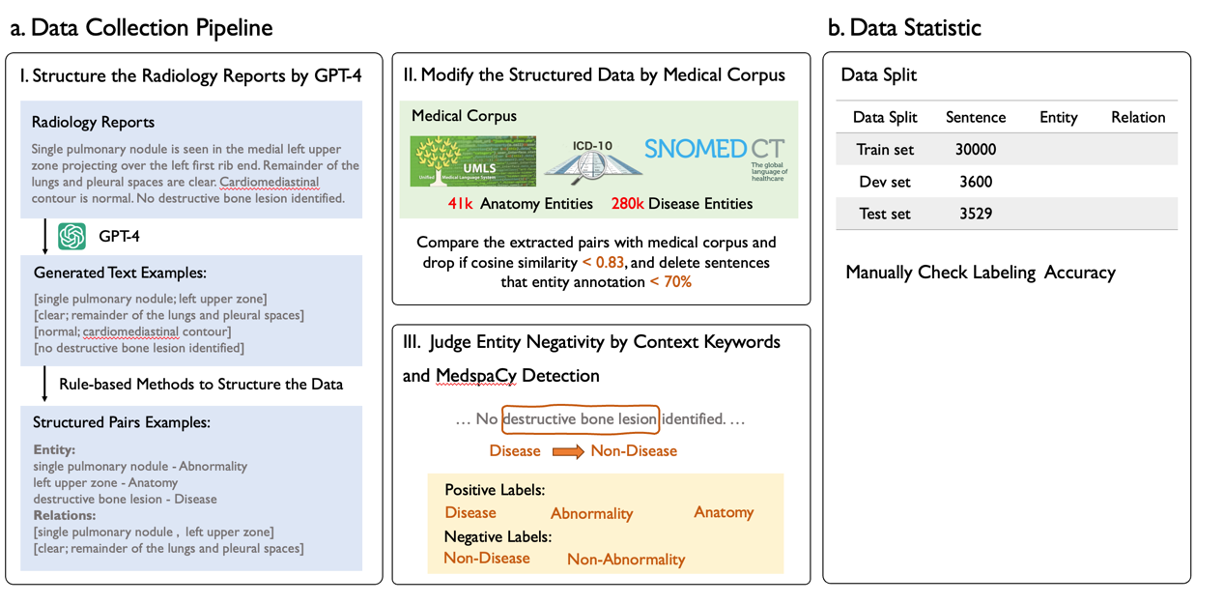 a. Data Collection Pipeline
I. Structure the Radiology Reports by GPT-4
Radiology Reports
Single pulmonary nodule is seen in the medial left upper
zone projecting over the left first rib end. Remainder of the
lungs and pleural spaces are clear. Cardiomediastinal
contour is normal. No destructive bone lesion identified.
GPT-4
Generated Text Examples:
[single pulmonary nodule; left upper zone]
[clear; remainder of the lungs and pleural spaces]
[normal; cardiomediastinal contour]
[no destructive bone lesion identified]
Rule-based Methods to Structure the Data
Structured Pairs Examples:
Entity:
single pulmonary nodule - Abnormality
left upper zone - Anatomy
destructive bone lesion - Disease
Relations:
[single pulmonary nodule , left upper zone]
[clear; remainder of the lungs and pleural spaces]
II. Modify the Structured Data by Medical Corpus
Medical Corpus
UMLS
Unified Medical Language System
ICD-10
SNOMED CT
The global
language of
healthcare
41k Anatomy Entities 280k Disease Entities
Compare the extracted pairs with medical corpus and
drop if cosine similarity < 0.83, and delete sentences
that entity annotation < 70%
III. Judge Entity Negativity by Context Keywords
and MedspaCy Detection
... No destructive bone lesion identified. ...
Disease Non-Disease
Positive Labels:
Disease Abnormality Anatomy
Negative Labels:
Non-Disease Non-Abnormality
b. Data Statistic
Data Split
Data Split Sentence Entity Relation
Train set 30000
Dev set 3600
Test set 3529
Manually Check Labeling Accuracy